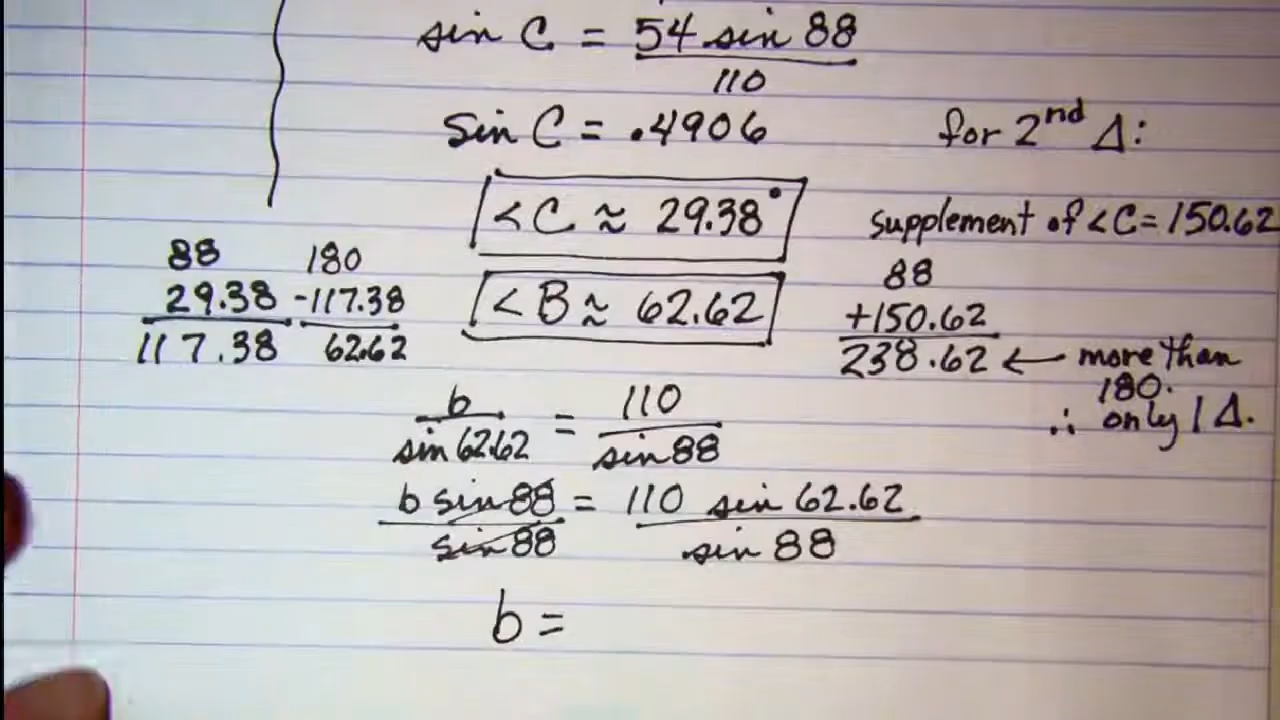 sin C = 54 sin 88
110
sin C = .4906
for 2nd Δ:
<C ≈ 29.38°
supplement of <C = 150.62
88
29.38
117.38
180
-117.38
62.62
<B ≈ 62.62
88
+150.62
238.62 ← more than
180.
∴ only 1 Δ.
b = 110
sin 62.62 sin 88
b sin 88 = 110 sin 62.62
sin 88 sin 88
b =